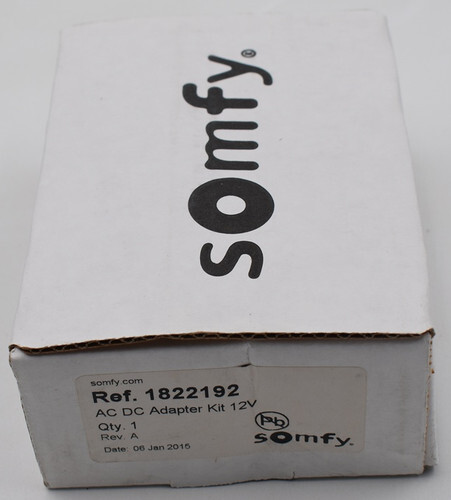 somfy®
somfy.com
Ref. 1822192
AC DC Adapter Kit 12V
Qty. 1
Rev. A
Date: 06 Jan 2015
Pb
somfy.